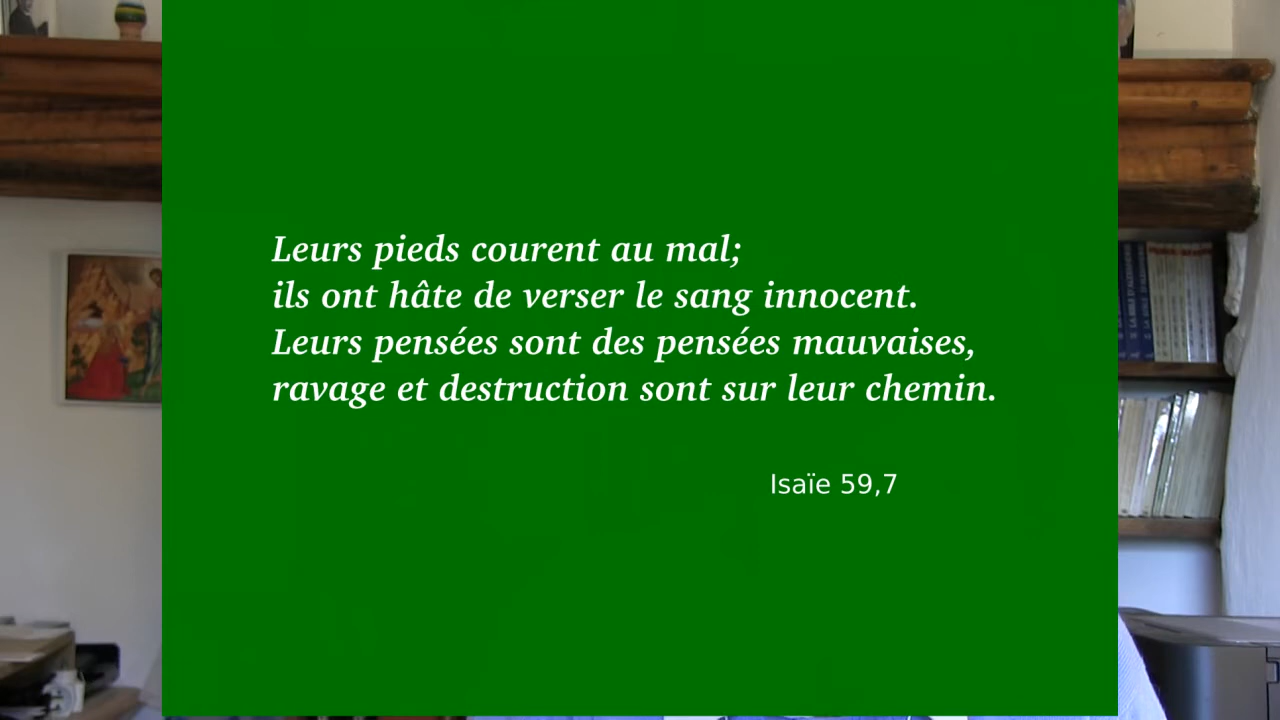 Leurs pieds courent au mal;
ils ont hâte de verser le sang innocent.
Leurs pensées sont des pensées mauvaises,
ravage et destruction sont sur leur chemin.
Isaïe 59,7